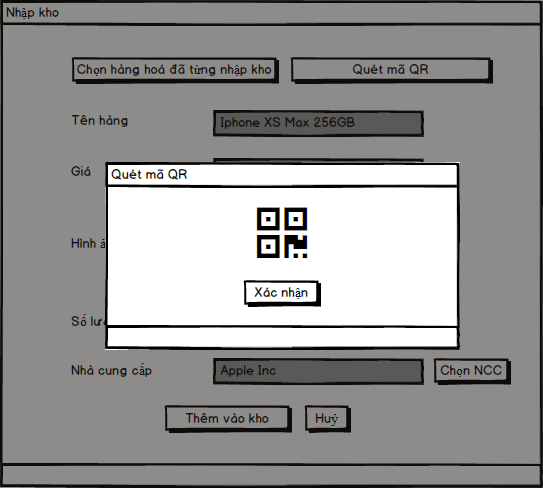 Nhập kho
Chọn hàng hoá đã từng nhập kho
Quét mã QR
Tên hàng
Iphone XS Max 256GB
Giá
Quét mã QR
Hình
Xác nhận
Số
Nhà cung cấp
Apple Inc
Chọn NCC
Thêm vào kho
Huỷ